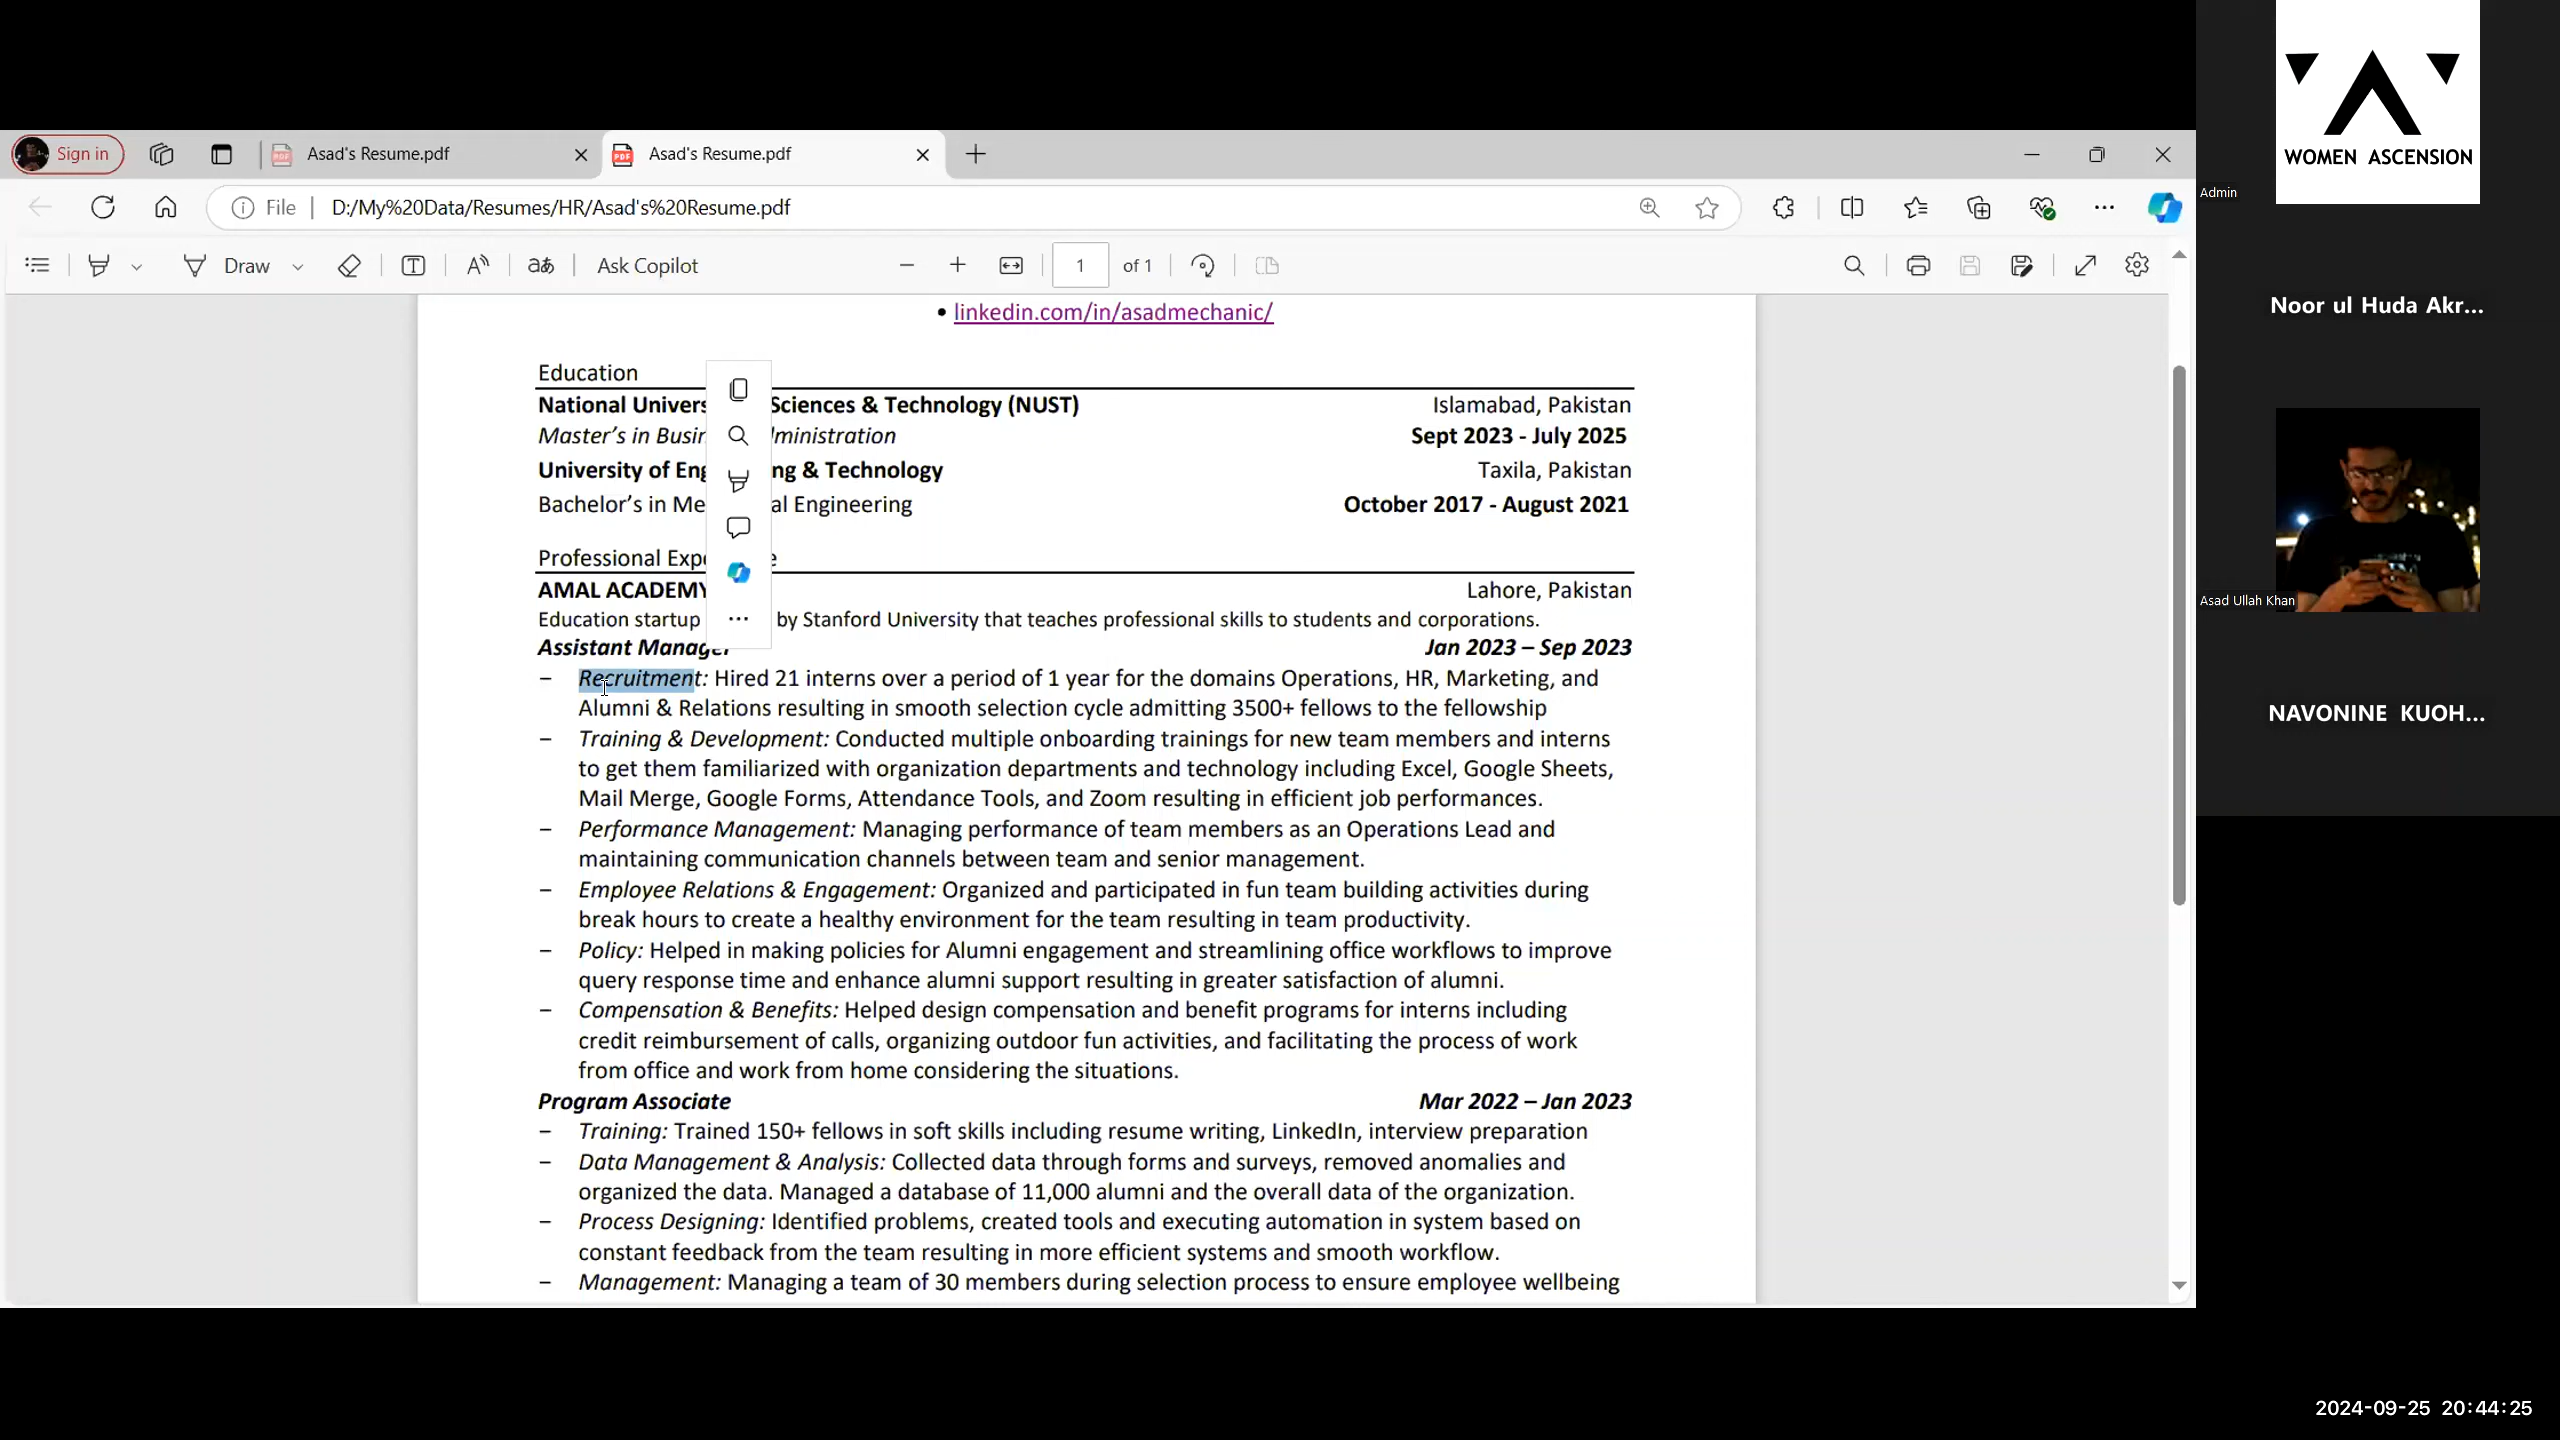 Sign in
Asad's Resume.pdf
Asad's Resume.pdf
File
D:/My%20Data/Resumes/HR/Asad's%20Resume.pdf
Draw
aあ
Ask Copilot
1
of 1
• linkedin.com/in/asadmechanic/
Education
National Univers Sciences & Technology (NUST) Islamabad, Pakistan
Master's in Busin ministration Sept 2023 - July 2025
University of Eng ng & Technology Taxila, Pakistan
Bachelor's in Me al Engineering October 2017 - August 2021
Professional Exp e
AMAL ACADEMY Lahore, Pakistan
Education startup by Stanford University that teaches professional skills to students and corporations.
Assistant Manager Jan 2023 – Sep 2023
– Recruitment: Hired 21 interns over a period of 1 year for the domains Operations, HR, Marketing, and
Alumni & Relations resulting in smooth selection cycle admitting 3500+ fellows to the fellowship
– Training & Development: Conducted multiple onboarding trainings for new team members and interns
to get them familiarized with organization departments and technology including Excel, Google Sheets,
Mail Merge, Google Forms, Attendance Tools, and Zoom resulting in efficient job performances.
– Performance Management: Managing performance of team members as an Operations Lead and
maintaining communication channels between team and senior management.
– Employee Relations & Engagement: Organized and participated in fun team building activities during
break hours to create a healthy environment for the team resulting in team productivity.
– Policy: Helped in making policies for Alumni engagement and streamlining office workflows to improve
query response time and enhance alumni support resulting in greater satisfaction of alumni.
– Compensation & Benefits: Helped design compensation and benefit programs for interns including
credit reimbursement of calls, organizing outdoor fun activities, and facilitating the process of work
from office and work from home considering the situations.
Program Associate Mar 2022 – Jan 2023
– Training: Trained 150+ fellows in soft skills including resume writing, LinkedIn, interview preparation
– Data Management & Analysis: Collected data through forms and surveys, removed anomalies and
organized the data. Managed a database of 11,000 alumni and the overall data of the organization.
– Process Designing: Identified problems, created tools and executing automation in system based on
constant feedback from the team resulting in more efficient systems and smooth workflow.
– Management: Managing a team of 30 members during selection process to ensure employee wellbeing
WOMEN ASCENSION
Admin
Noor ul Huda Akr...
Asad Ullah Khan
NAVONINE KUOH...
2024-09-25 20:44:25